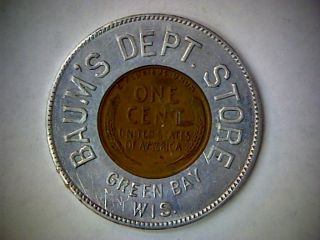 BAUM'S DEPT. STORE
ONE
CENT
UNITED STATES
OF AMERICA
GREEN BAY
WIS.